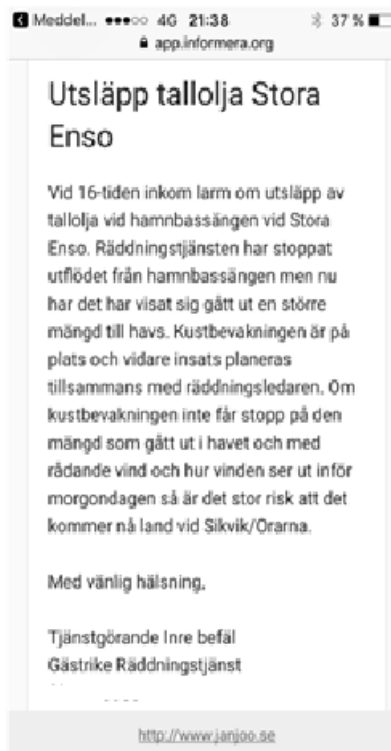 Meddel... 4G 21:38 37 %
app.informera.org
Utsläpp tallolja Stora
Enso
Vid 16-tiden inkom larm om utsläpp av
tallolja vid hamnbassängen vid Stora
Enso. Räddningstjänsten har stoppat
utflödet från hamnbassängen men nu
har det har visat sig gått ut en större
mängd till havs. Kustbevakningen är på
plats och vidare insats planeras
tillsammans med räddningsledaren. Om
kustbevakningen inte får stopp på den
mängd som gått ut i havet och med
rådande vind och hur vinden ser ut inför
morgondagen så är det stor risk att det
kommer nå land vid Sikvik/Orarna.
Med vänlig hälsning,
Tjänstgörande Inre befäl
Gästrike Räddningstjänst
http://www.janjoo.se